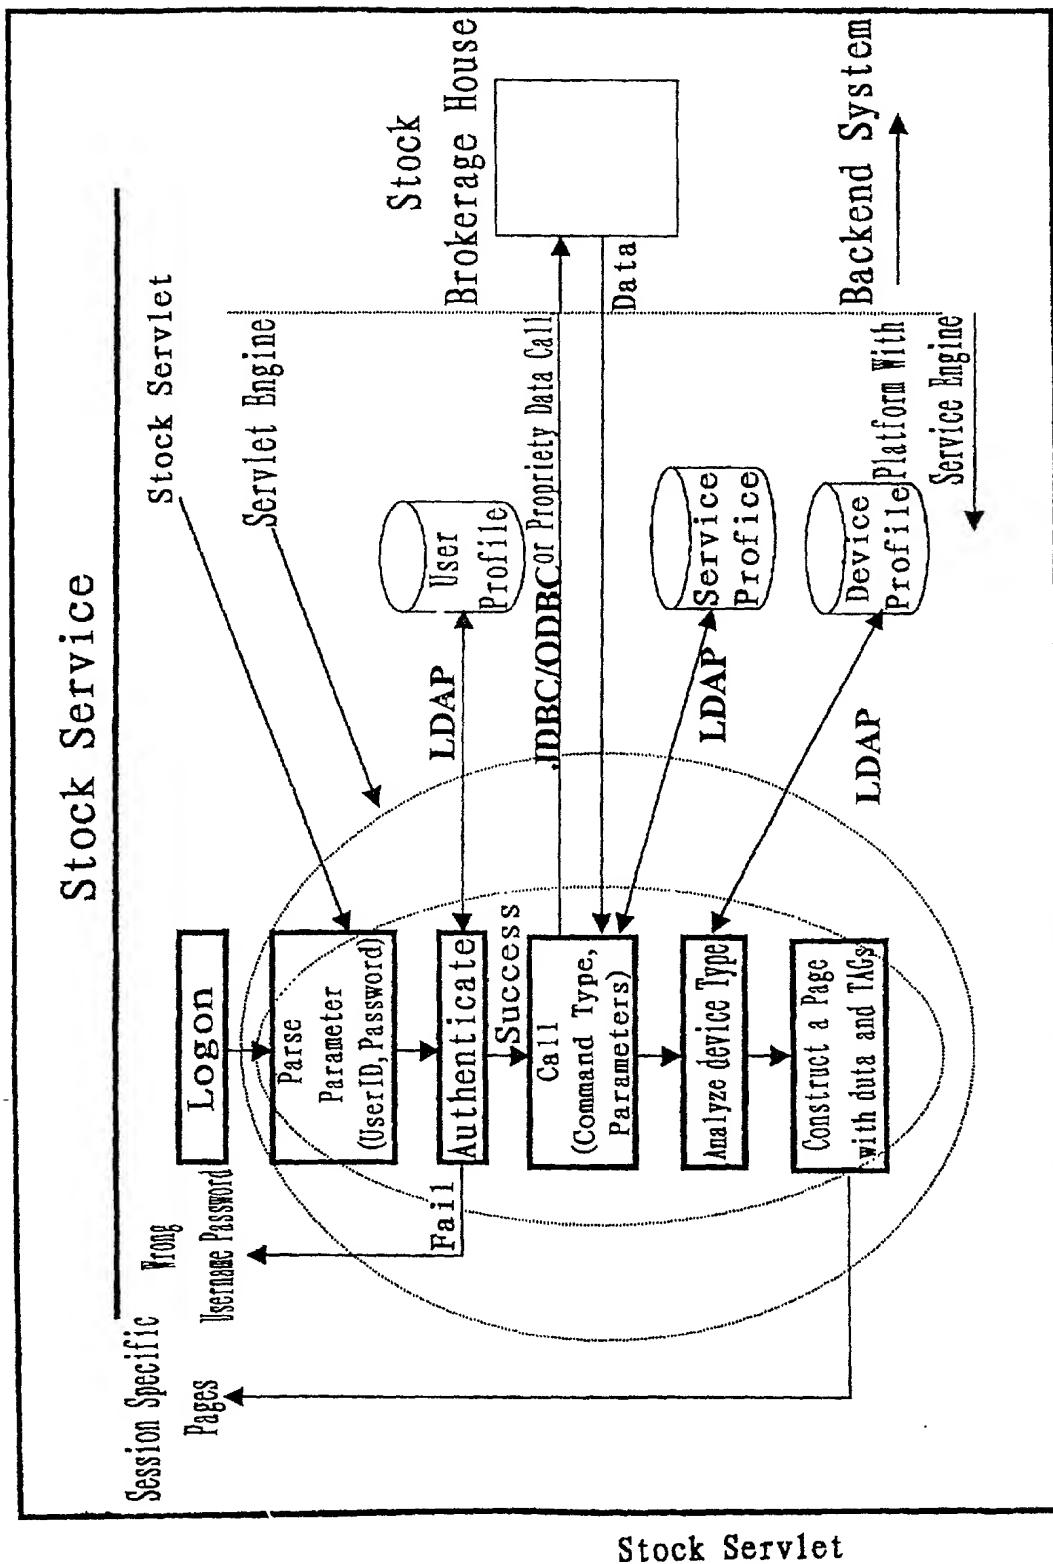 Stock Service
Session Specific
Pages
Wrong
Username Password
Logon
Stock Servlet
Servlet Engine
Parse
Parameter
(UserID,Password)
Fail
Authenticate
LDAP
User
Profile
Success
Call
(Command Type,
Parameters)
JDBC/ODBC or Propriety Data Call
Stock
Brokerage House
Data
LDAP
Service
Profice
Analyze device Type
LDAP
Device
Profile
Construct a Page
with duta and TAGs
Platform With
Service Engine
Backend System
Stock Servlet